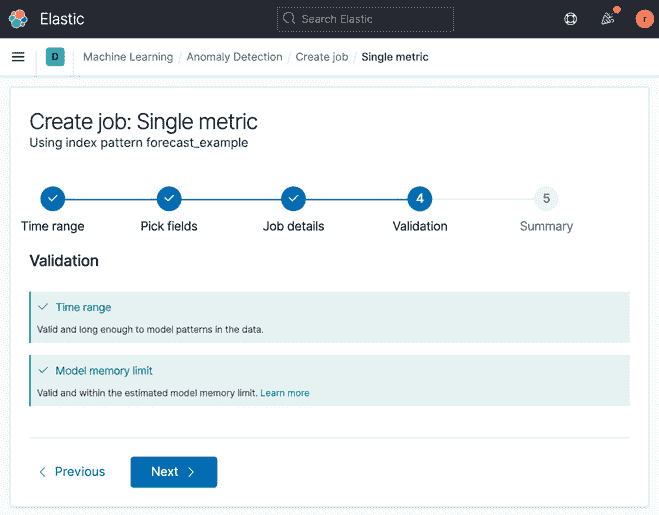 Elastic
Search Elastic
r
D
Machine Learning / Anomaly Detection / Create job / Single metric
Create job: Single metric
Using index pattern forecast_example
4
5
Time range
Pick fields
Job details
Validation
Summary
Validation
Time range
Valid and long enough to model patterns in the data.
Model memory limit
Valid and within the estimated model memory limit. Learn more
Previous
Next